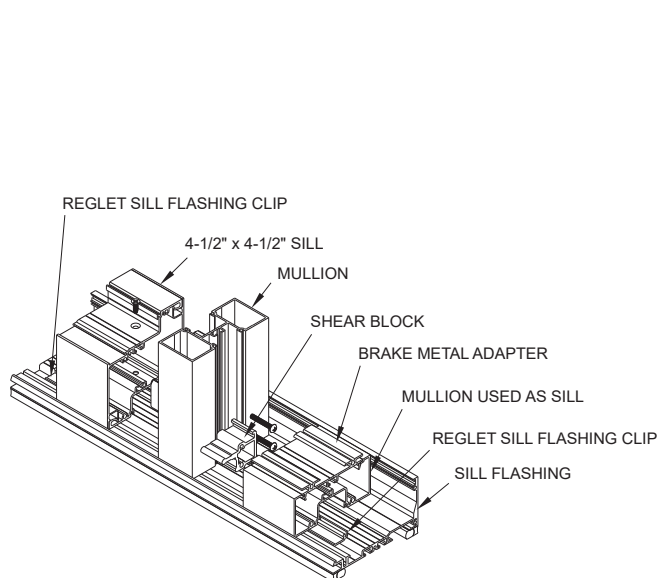 REGLET SILL FLASHING CLIP
4-1/2" x 4-1/2" SILL
MULLION
SHEAR BLOCK
BRAKE METAL ADAPTER
MULLION USED AS SILL
REGLET SILL FLASHING CLIP
SILL FLASHING